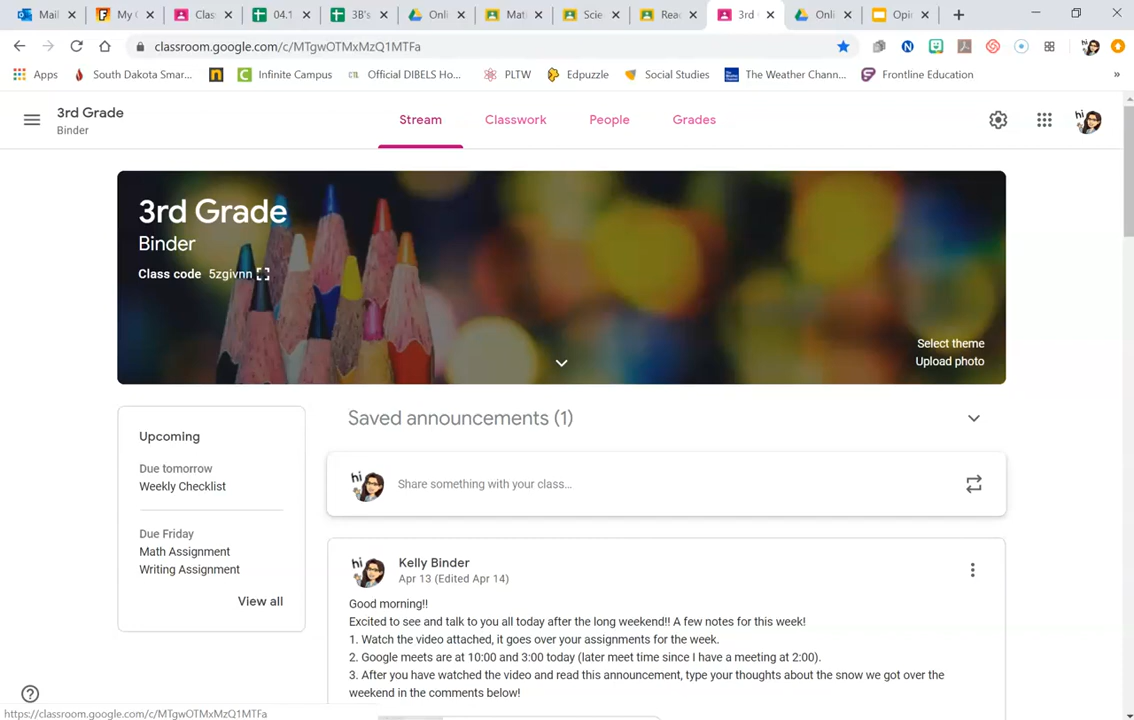 Mail
My C
Clas
04.1
3B's
Onli
Mati
Scie
Rea
3rd
Onli
Opi
classroom.google.com/c/MTgwOTMxMzQ1MTFa
Apps
South Dakota Smar...
Infinite Campus
Official DIBELS Ho...
PLTW
Edpuzzle
Social Studies
The Weather Chann...
Frontline Education
3rd Grade
Binder
Stream
Classwork
People
Grades
hi
3rd Grade
Binder
Class code 5zgivnn
Select theme
Upload photo
Saved announcements (1)
Upcoming
Due tomorrow
Weekly Checklist
Due Friday
Math Assignment
Writing Assignment
View all
hi
Share something with your class...
hi
Kelly Binder
Apr 13 (Edited Apr 14)
Good morning!!
Excited to see and talk to you all today after the long weekend!! A few notes for this week!
1. Watch the video attached, it goes over your assignments for the week.
2. Google meets are at 10:00 and 3:00 today (later meet time since I have a meeting at 2:00).
3. After you have watched the video and read this announcement, type your thoughts about the snow we got over the
weekend in the comments below!
https://classroom.google.com/c/MTgwOTMxMzQ1MTFa